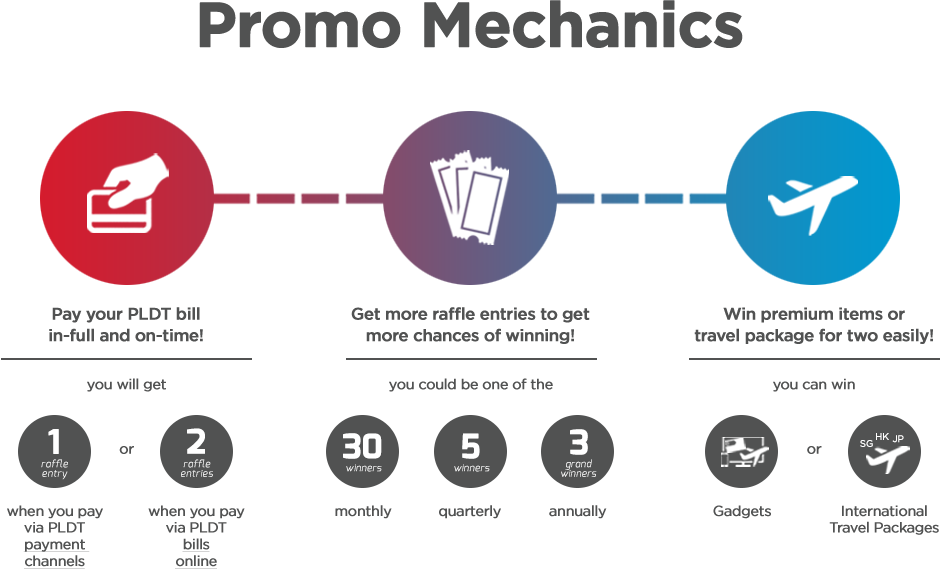 Promo Mechanics
Pay your PLDT bill
in-full and on-time!
you will get
1
raffle
entry
or
2
raffle
entries
when you pay
via PLDT
payment
channels
when you pay
via PLDT
bills
online
Get more raffle entries to get
more chances of winning!
you could be one of the
30
winners
5
winners
3
grand
winners
monthly
quarterly
annually
Win premium items or
travel package for two easily!
you can win
or
SG HK JP
Gadgets
International
Travel Packages